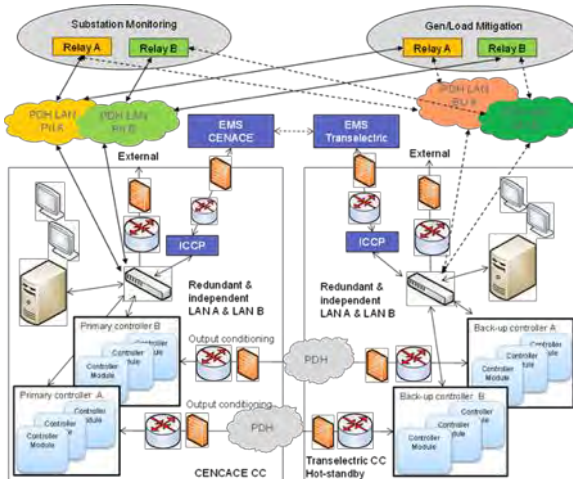 Substation Monitoring
Gen/Load Mitigation
Relay A
Relay B
Relay A
Relay B
PDH LAN
PDH LAN
PDH LAN
EMS
CENACE
EMS
Transelectric
External
External
ICCP
ICCP
Redundant &
independent
LAN A & LAN B
Redundant &
independent
LAN A & LAN B
Primary controller B
Controller
Module
Output conditioning
PDH
Back-up controller A
Controller
Module
Primary controller A
Controller
Module
Output conditioning
PDH
Back-up controller B
Controller
Module
CENCACE CC
Transelectric CC
Hot-standby